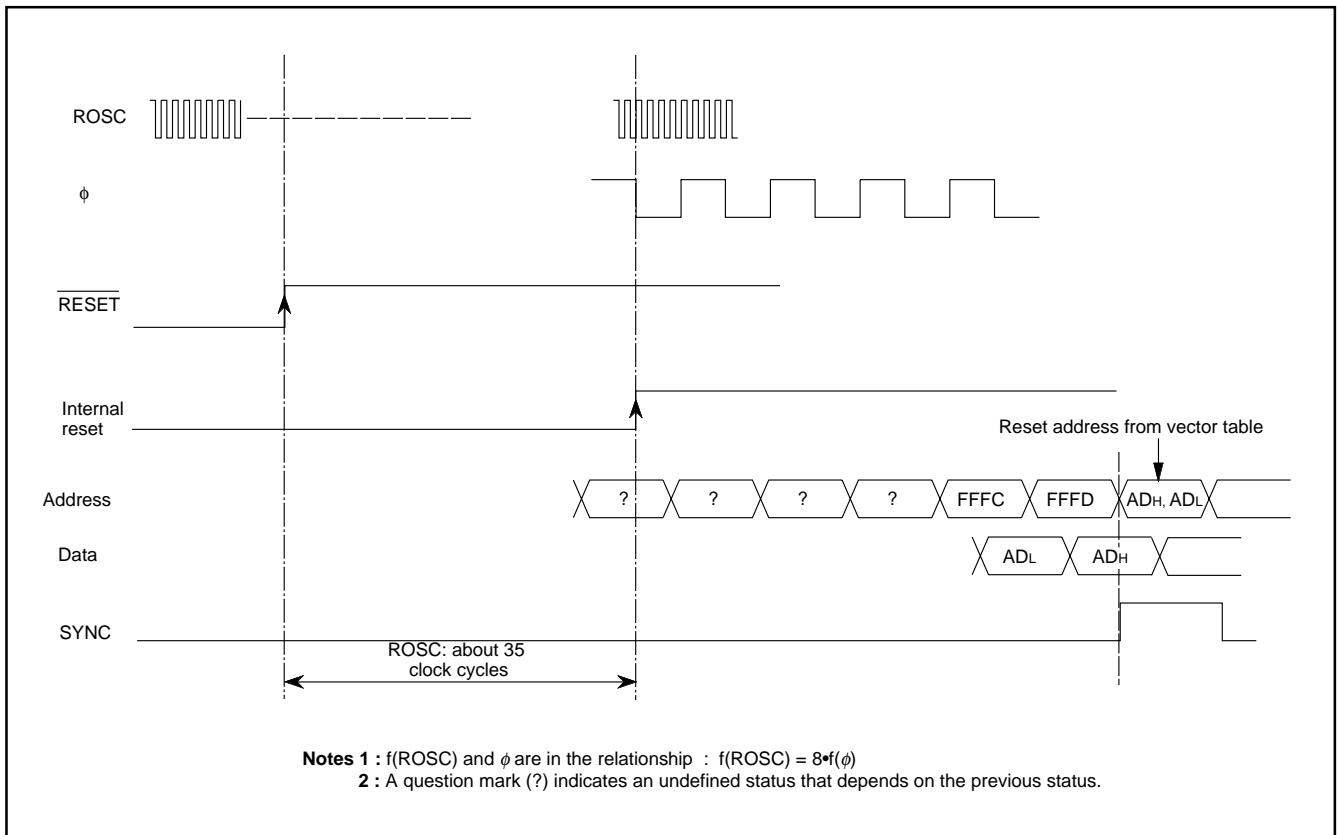 ROSC
ϕ
RESET
Internal
reset
Reset address from vector table
Address
? ? ? ? FFFC FFFD ADH, ADL
Data
ADL ADH
SYNC
ROSC: about 35
clock cycles
Notes 1 : f(ROSC) and ϕ are in the relationship : f(ROSC) = 8•f(ϕ)
2 : A question mark (?) indicates an undefined status that depends on the previous status.